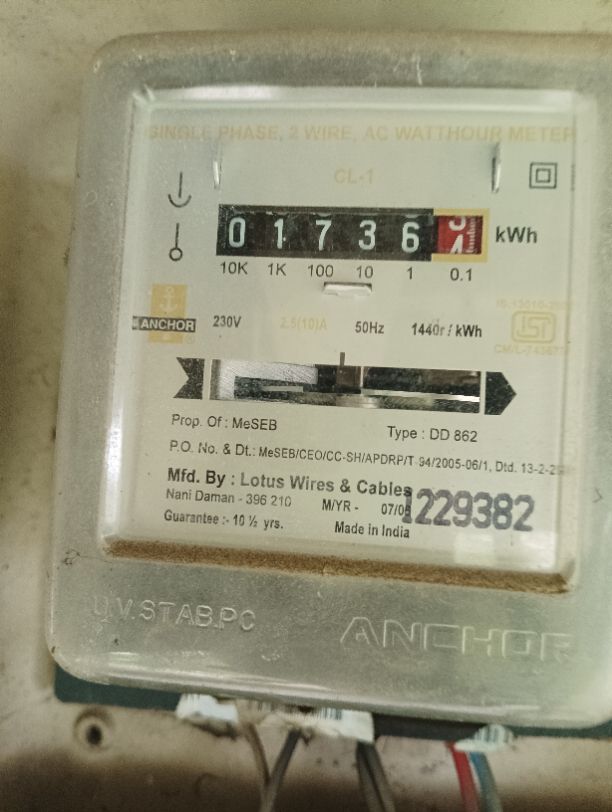 SINGLE PHASE, 2 WIRE, AC WATTHOUR METER
CL-1
0 1 7 3 6 kWh
10K 1K 100 10 1 0.1
ANCHOR
230V 2.5(10)A 50Hz 1440r / kWh
Prop. Of : MeSEB
Type : DD 862
P.O. No. & Dt.: MeSEB/CEO/CC-SH/APDRP/T-94/2005-06/1, Dtd. 13-2-
Mfd. By : Lotus Wires & Cables
Nani Daman - 396 210 M/YR - 07/0
1229382
Guarantee :- 10 ½ yrs. Made in India
U.V.STAB.PC
ANCHOR